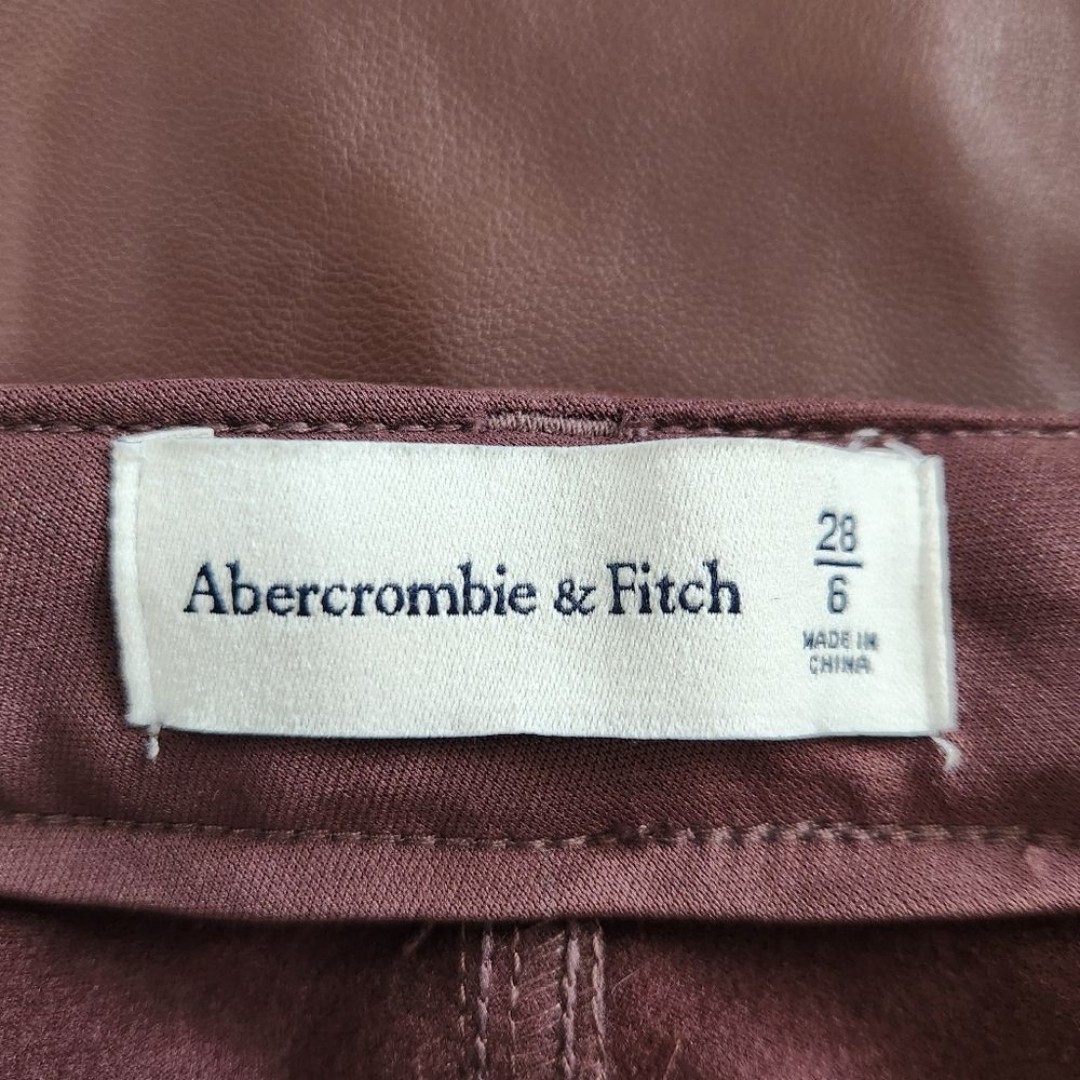 Abercrombie & Fitch
28
6
MADE IN
CHINA